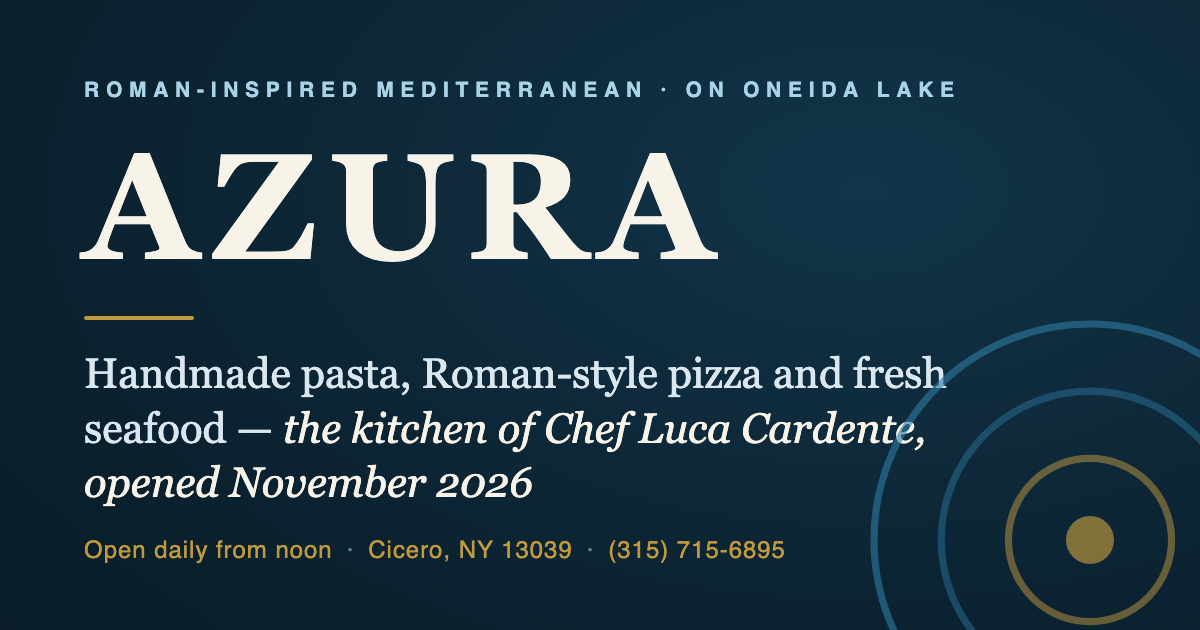 ROMAN-INSPIRED MEDITERRANEAN · ON ONEIDA LAKE
AZURA
Handmade pasta, Roman-style pizza and fresh
seafood — the kitchen of Chef Luca Cardente,
opened November 2026
Open daily from noon · Cicero, NY 13039 · (315) 715-6895